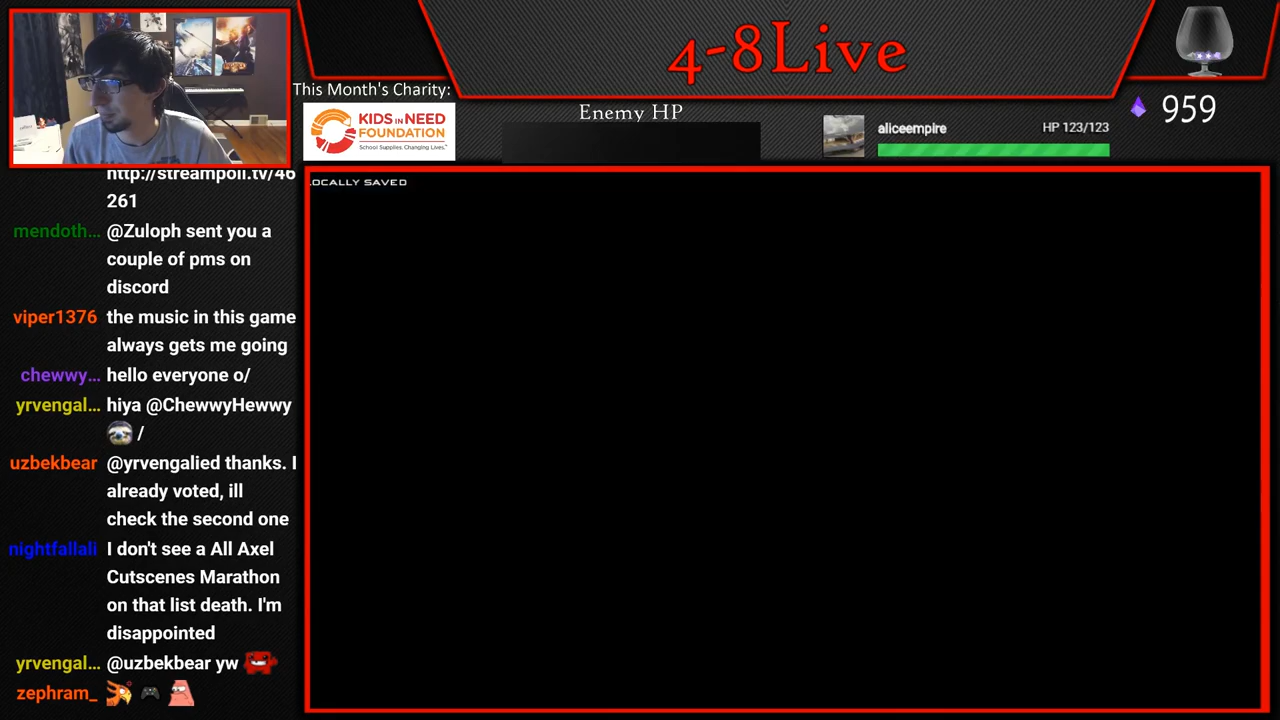 4-8Live
This Month's Charity:
KIDS IN NEED
FOUNDATION
School Supplies. Changing Lives.
Enemy HP
aliceempire
HP 123/123
959
LOCALLY SAVED
http://streampoll.tv/46
261
mendoth... @Zuloph sent you a
couple of pms on
discord
viper1376 the music in this game
always gets me going
chewwy... hello everyone o/
yrvengal... hiya @ChewwyHewwy
/
uzbekbear @yrvengalied thanks. I
already voted, ill
check the second one
nightfallali I don't see a All Axel
Cutscenes Marathon
on that list death. I'm
disappointed
yrvengal... @uzbekbear yw
zephram_